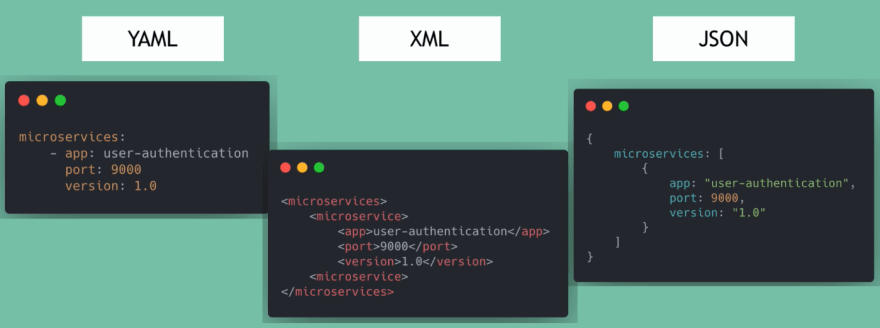 YAML
microservices:
    - app: user-authentication
      port: 9000
      version: 1.0
XML
<microservices>
    <microservice>
        <app>user-authentication</app>
        <port>9000</port>
        <version>1.0</version>
    <microservice>
</microservices>
JSON
{
    microservices: [
        {
            app: "user-authentication",
            port: 9000,
            version: "1.0"
        }
    ]
}